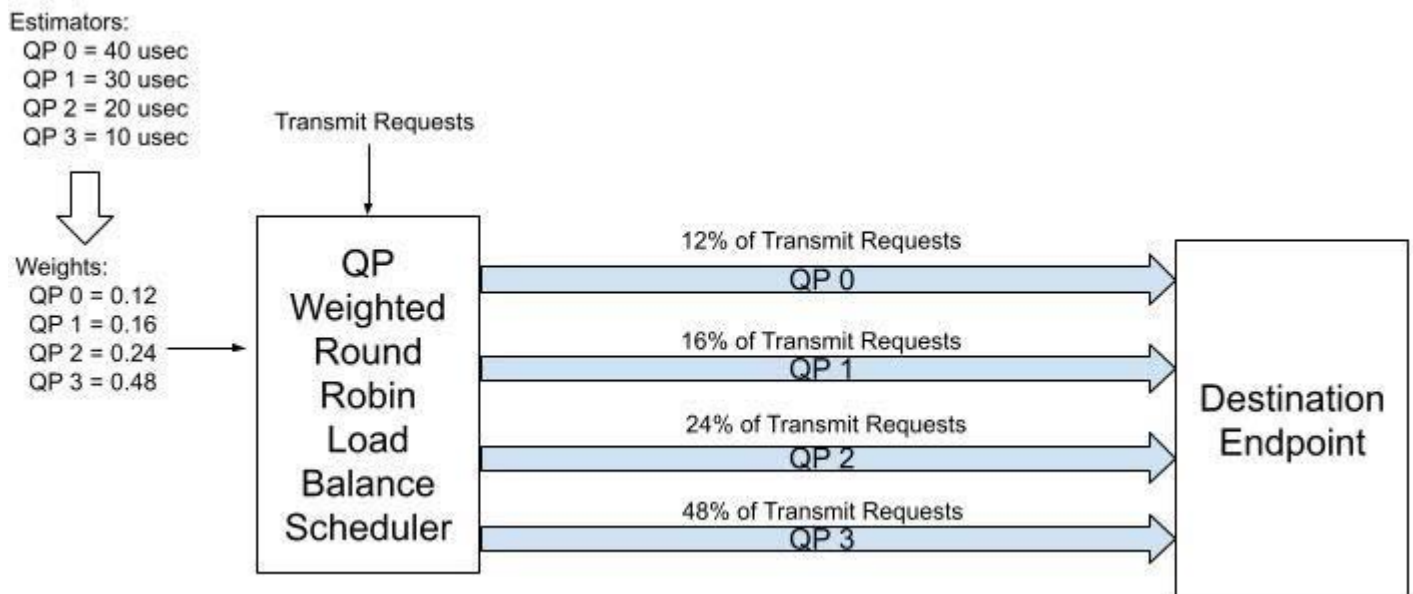 Estimators:
QP 0 = 40 usec
QP 1 = 30 usec
QP 2 = 20 usec
QP 3 = 10 usec
Transmit Requests
Weights:
QP 0 = 0.12
QP 1 = 0.16
QP 2 = 0.24
QP 3 = 0.48
QP
Weighted
Round
Robin
Load
Balance
Scheduler
12% of Transmit Requests
QP 0
16% of Transmit Requests
QP 1
24% of Transmit Requests
QP 2
48% of Transmit Requests
QP 3
Destination
Endpoint